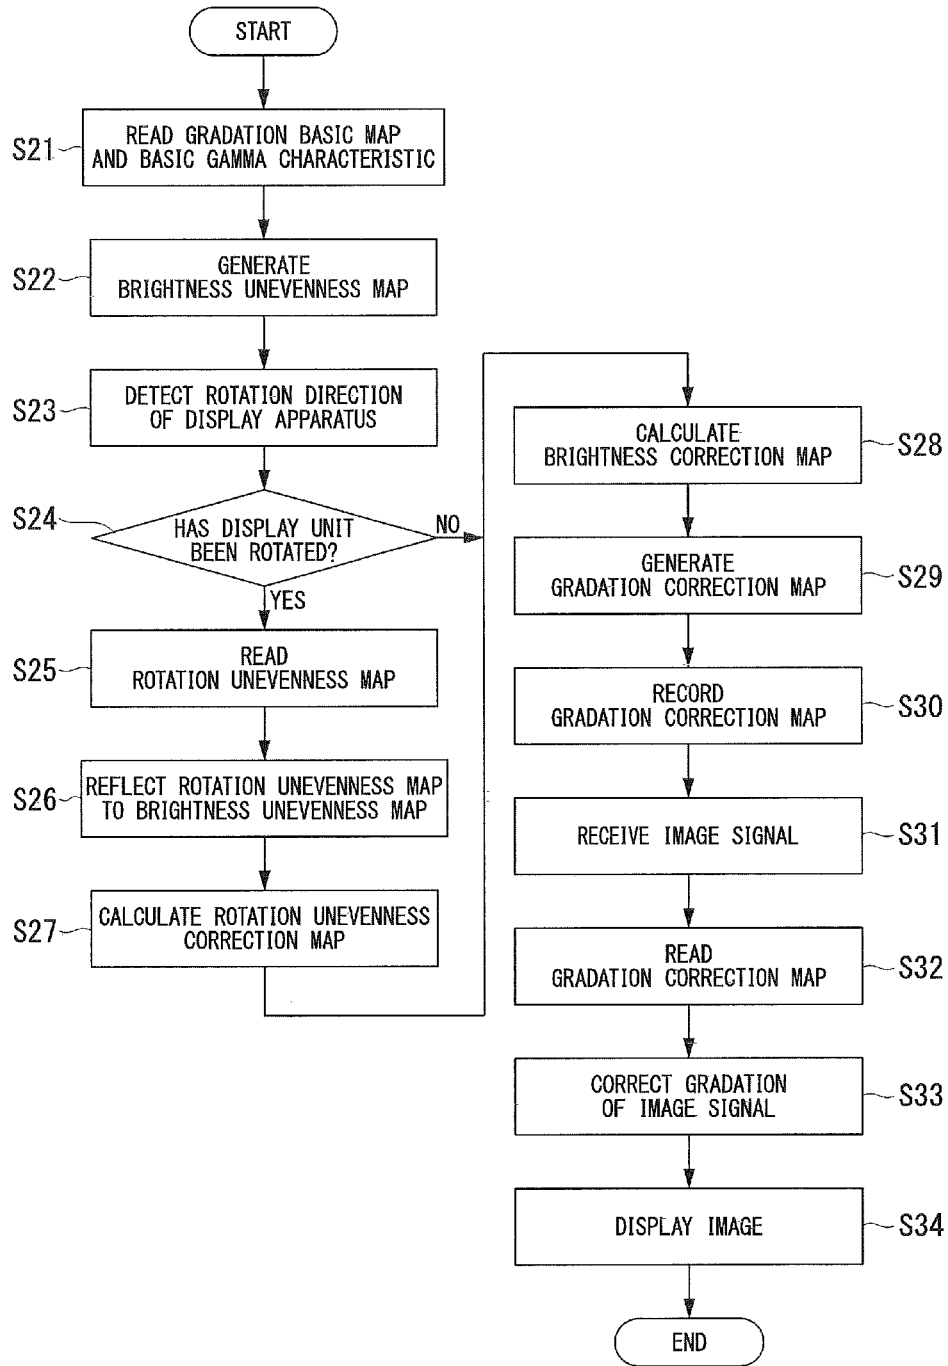 START
S21
READ GRADATION BASIC MAP
AND BASIC GAMMA CHARACTERISTIC
S22
GENERATE
BRIGHTNESS UNEVENNESS MAP
S23
DETECT ROTATION DIRECTION
OF DISPLAY APPARATUS
S24
HAS DISPLAY UNIT
BEEN ROTATED?
NO
YES
S25
READ
ROTATION UNEVENNESS MAP
S26
REFLECT ROTATION UNEVENNESS MAP
TO BRIGHTNESS UNEVENNESS MAP
S27
CALCULATE ROTATION UNEVENNESS
CORRECTION MAP
CALCULATE
BRIGHTNESS CORRECTION MAP
S28
GENERATE
GRADATION CORRECTION MAP
S29
RECORD
GRADATION CORRECTION MAP
S30
RECEIVE IMAGE SIGNAL
S31
READ
GRADATION CORRECTION MAP
S32
CORRECT GRADATION
OF IMAGE SIGNAL
S33
DISPLAY IMAGE
S34
END